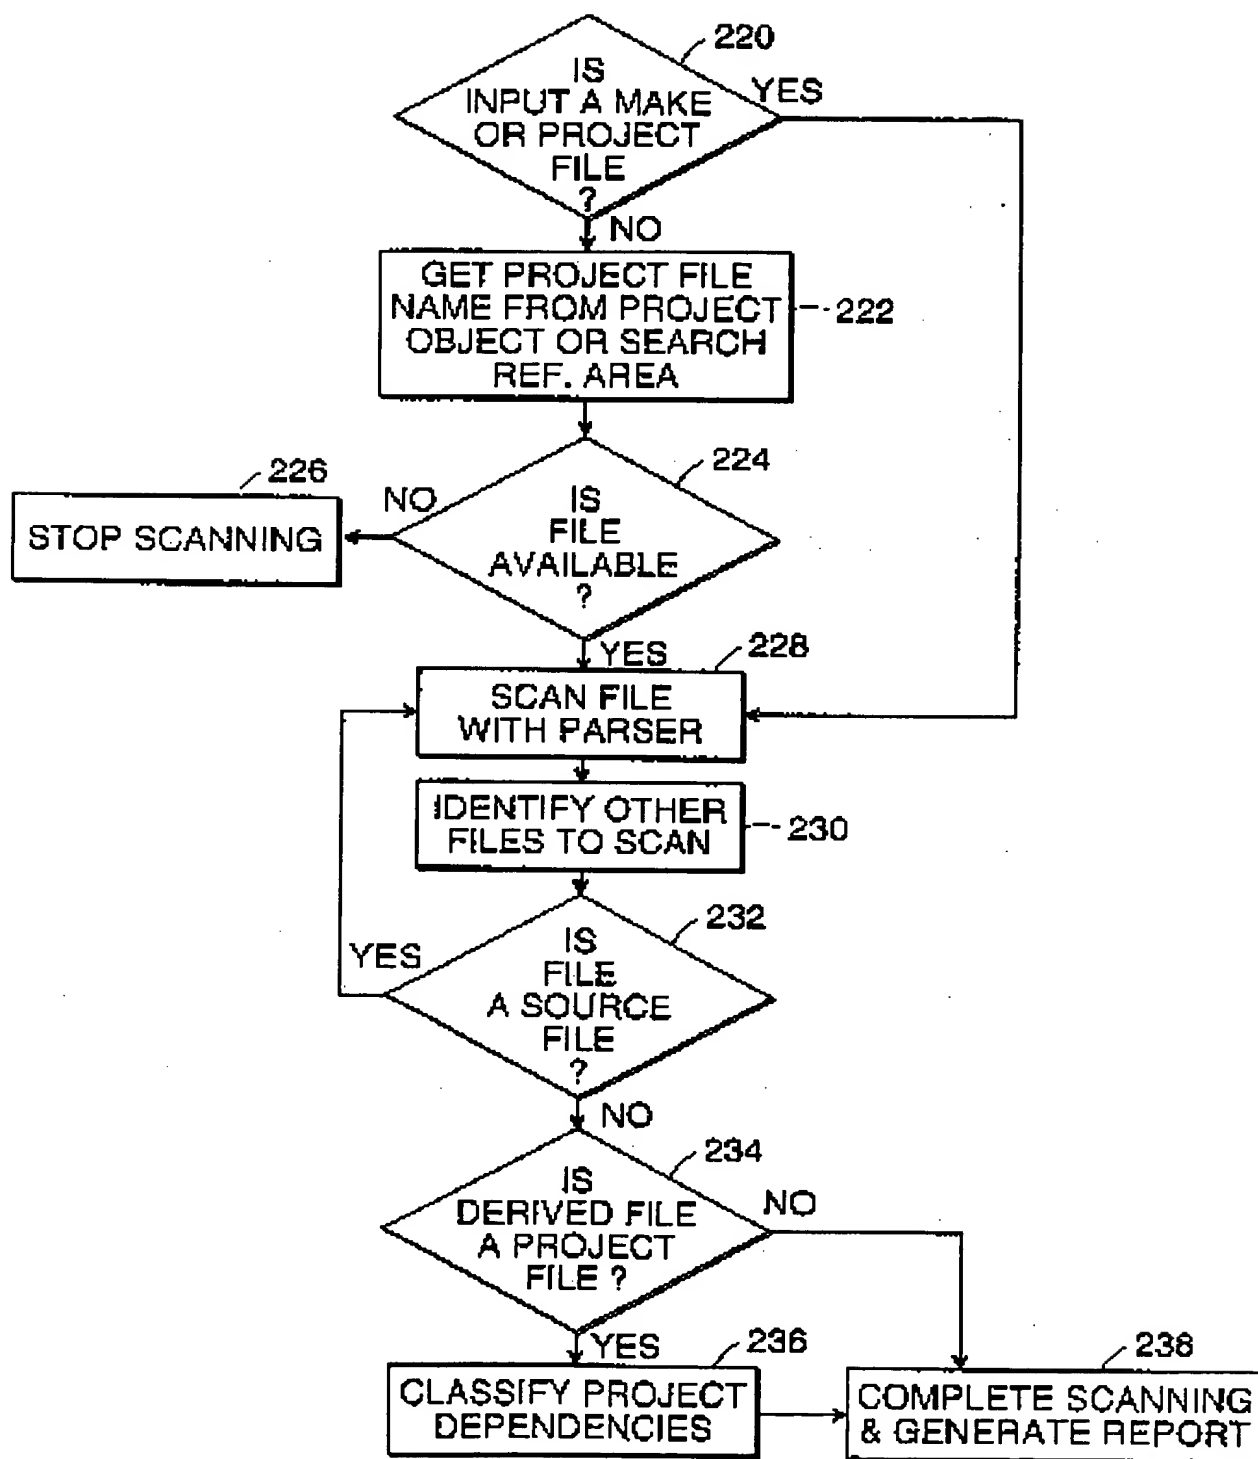 220
IS
INPUT A MAKE
OR PROJECT
FILE
?
YES
NO
GET PROJECT FILE
NAME FROM PROJECT
OBJECT OR SEARCH
REF. AREA
222
224
IS
FILE
AVAILABLE
?
NO
226
STOP SCANNING
YES
228
SCAN FILE
WITH PARSER
IDENTIFY OTHER
FILES TO SCAN
230
232
IS
FILE
A SOURCE
FILE
?
YES
NO
234
IS
DERIVED FILE
A PROJECT
FILE ?
NO
YES
236
CLASSIFY PROJECT
DEPENDENCIES
238
COMPLETE SCANNING
& GENERATE REPORT